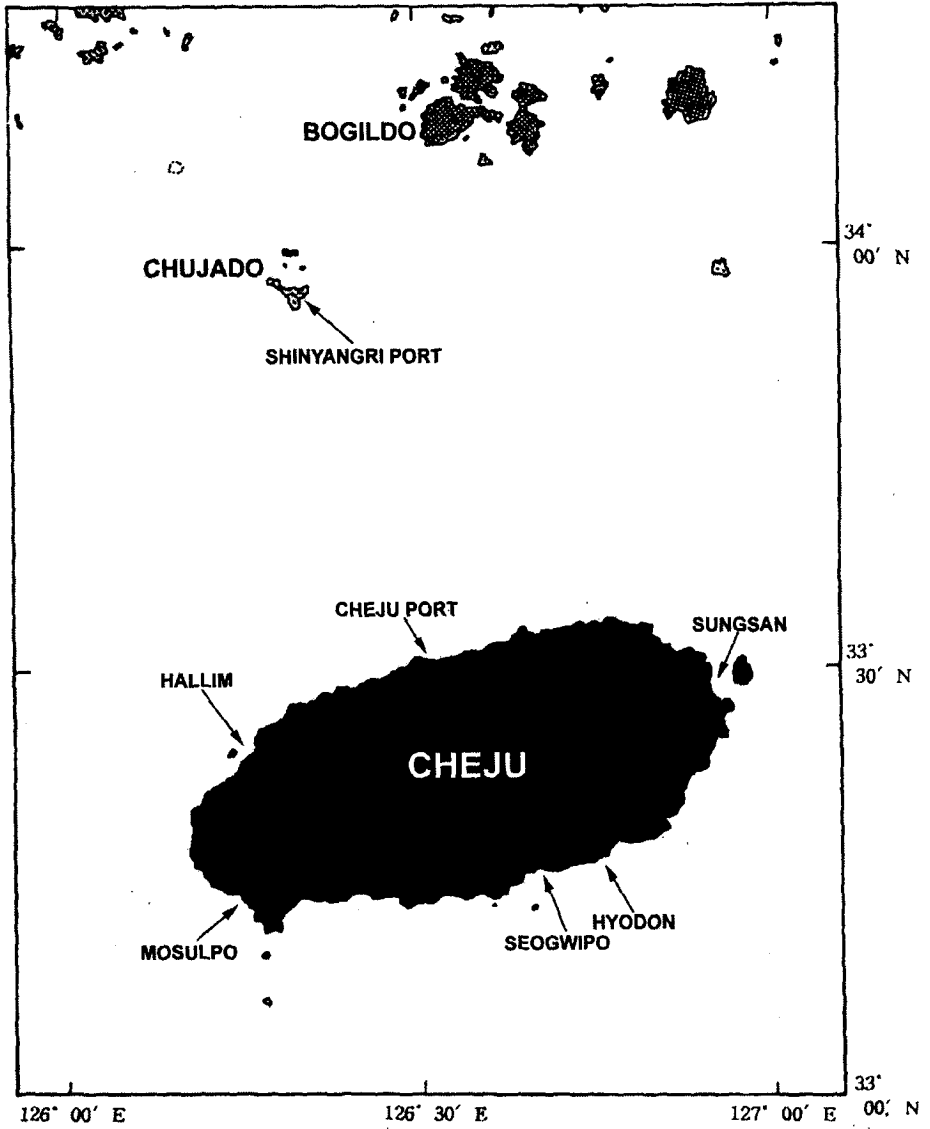 BOGILDO
34°
00′ N
CHUJADO
SHINYANGRI PORT
CHEJU PORT
SUNGSAN
33°
30′ N
HALLIM
CHEJU
HYODON
SEOGWIPO
MOSULPO
33°
00′ N
126° 00′ E
126° 30′ E
127° 00′ E